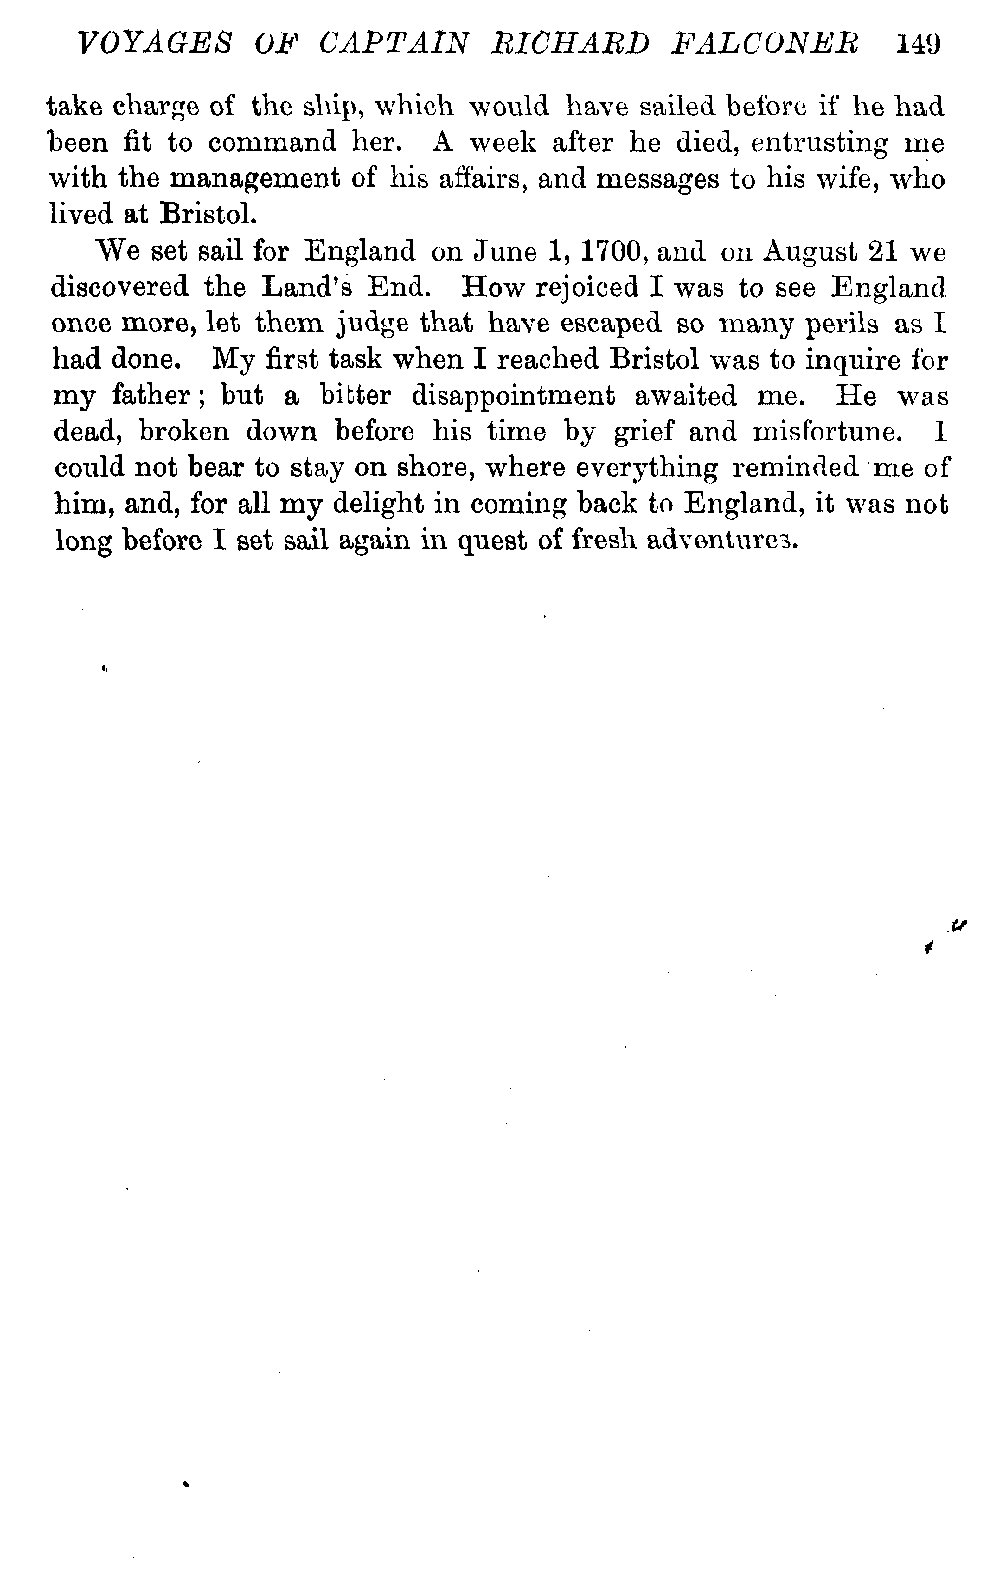 VOYAGES OF CAPTAIN RICHARD FALCONER 149
take charge of the ship, which would have sailed before if he had
been fit to command her. A week after he died, entrusting me
with the management of his affairs, and messages to his wife, who
lived at Bristol.
We set sail for England on June 1, 1700, and on August 21 we
discovered the Land's End. How rejoiced I was to see England
once more, let them judge that have escaped so many perils as I
had done. My first task when I reached Bristol was to inquire for
my father; but a bitter disappointment awaited me. He was
dead, broken down before his time by grief and misfortune. I
could not bear to stay on shore, where everything reminded me of
him, and, for all my delight in coming back to England, it was not
long before I set sail again in quest of fresh adventures.